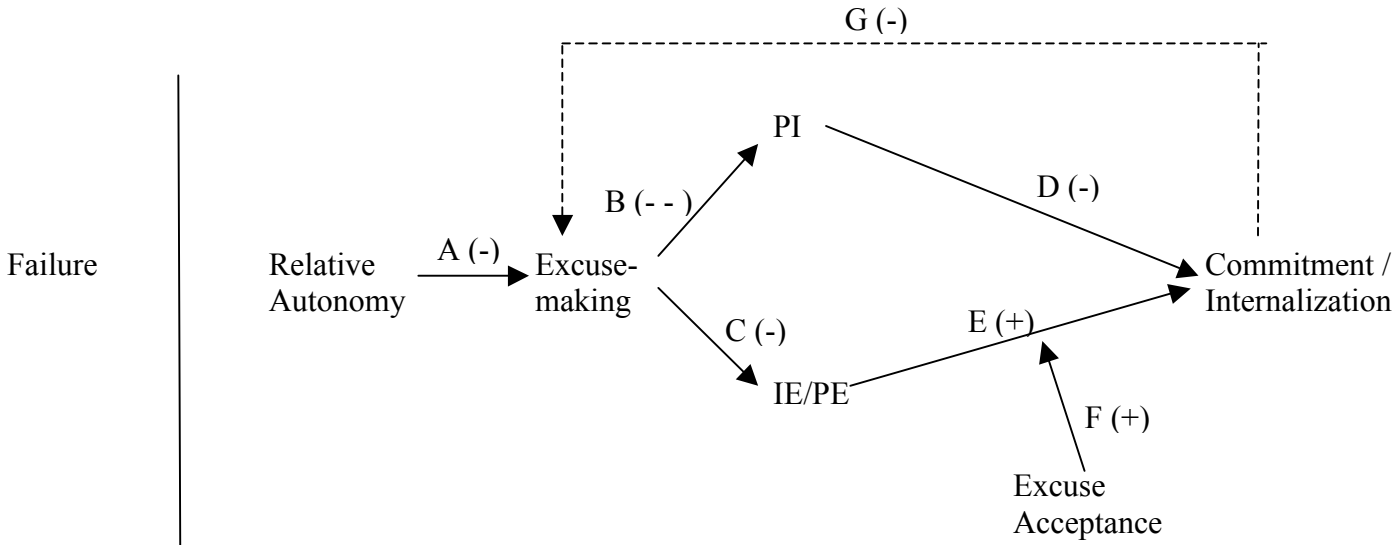 G (-)
PI
B (- - )
D (-)
Failure
Relative
Autonomy
A (-)
Excuse-
making
Commitment /
Internalization
C (-)
E (+)
IE/PE
F (+)
Excuse
Acceptance